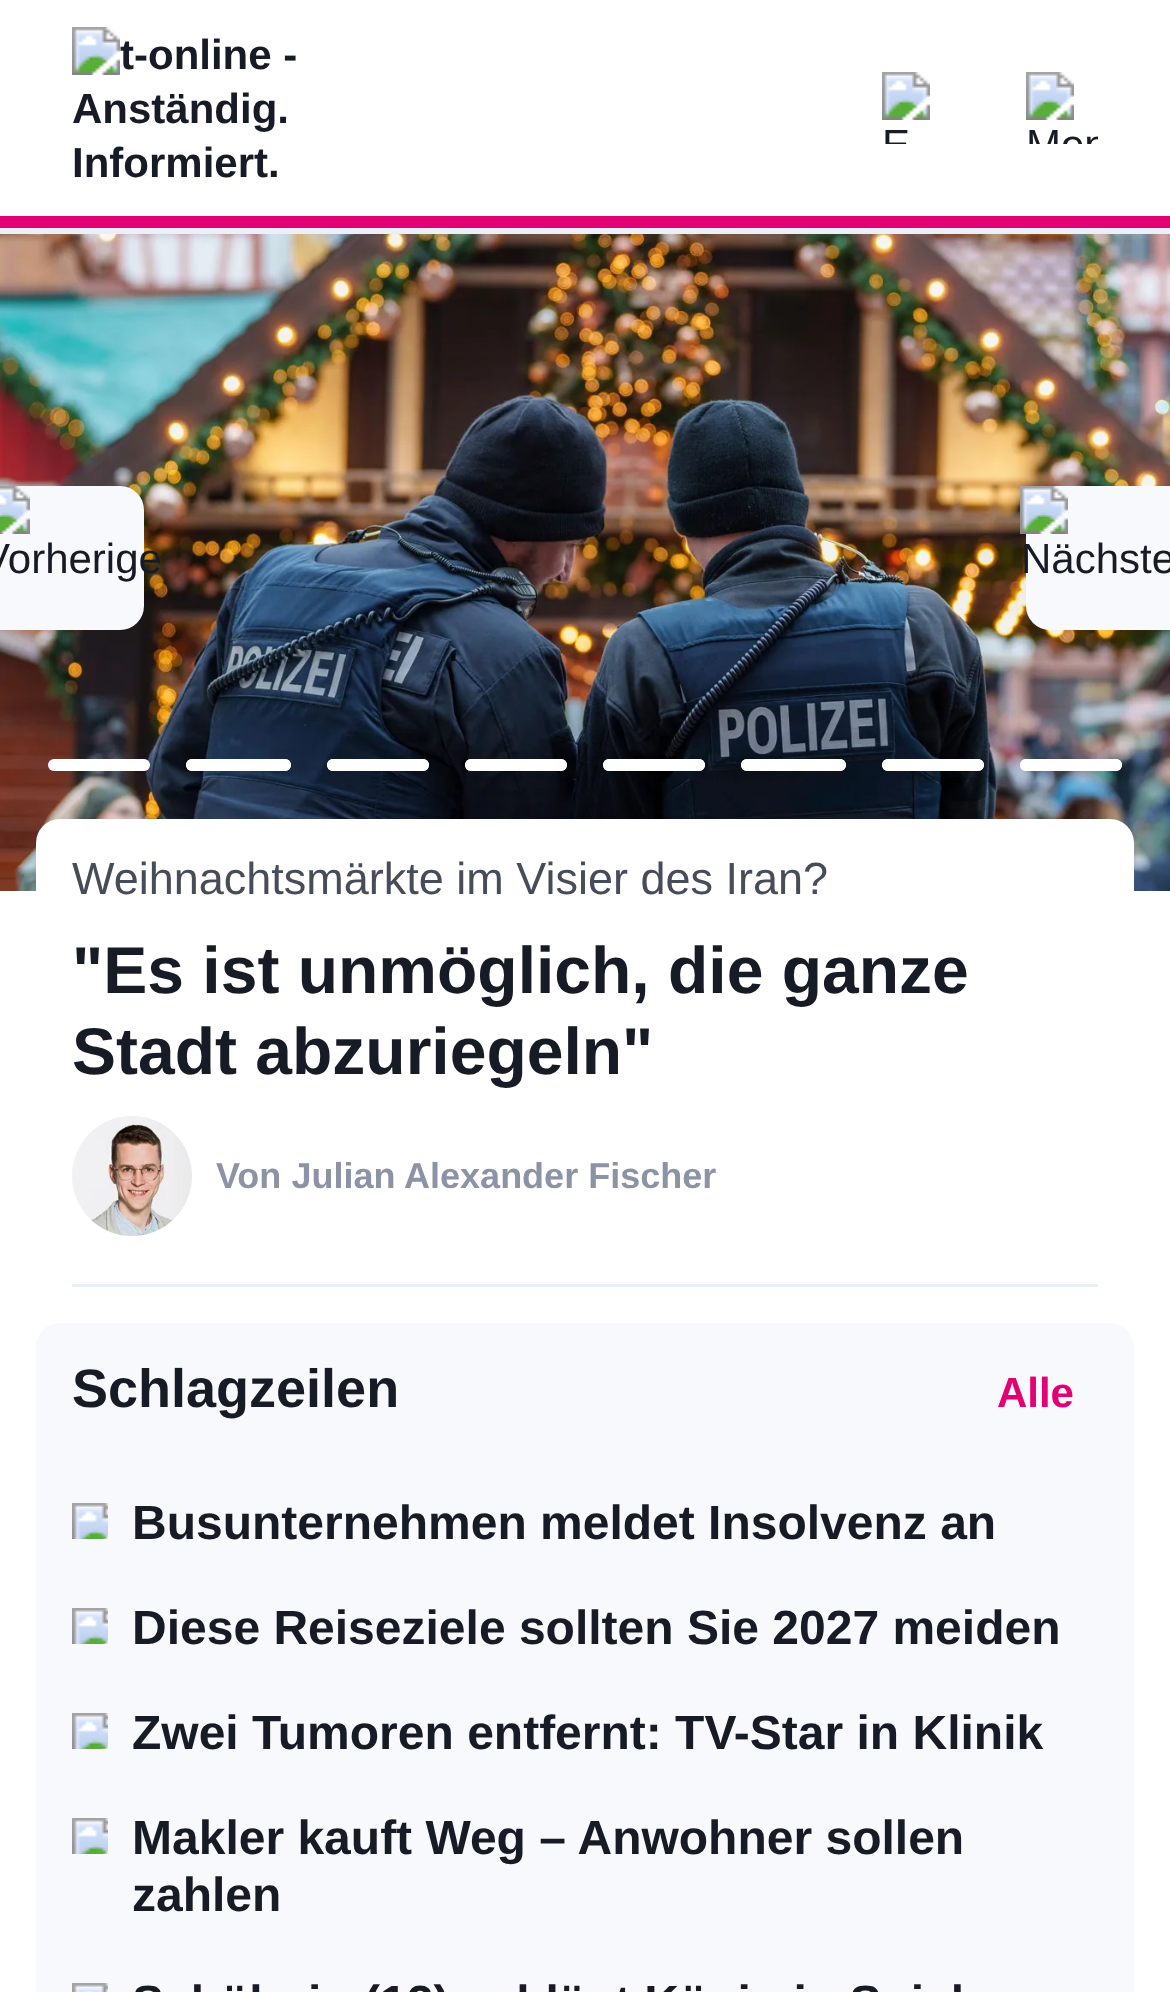 t-online -
Anständig.
Informiert.
E
Vorherige
Nächste
POLIZEI
EI
POLIZEI
Weihnachtsmärkte im Visier des Iran?
"Es ist unmöglich, die ganze
Stadt abzuriegeln"
Von Julian Alexander Fischer
Schlagzeilen
Alle
Busunternehmen meldet Insolvenz an
Diese Reiseziele sollten Sie 2027 meiden
Zwei Tumoren entfernt: TV-Star in Klinik
Makler kauft Weg – Anwohner sollen
zahlen